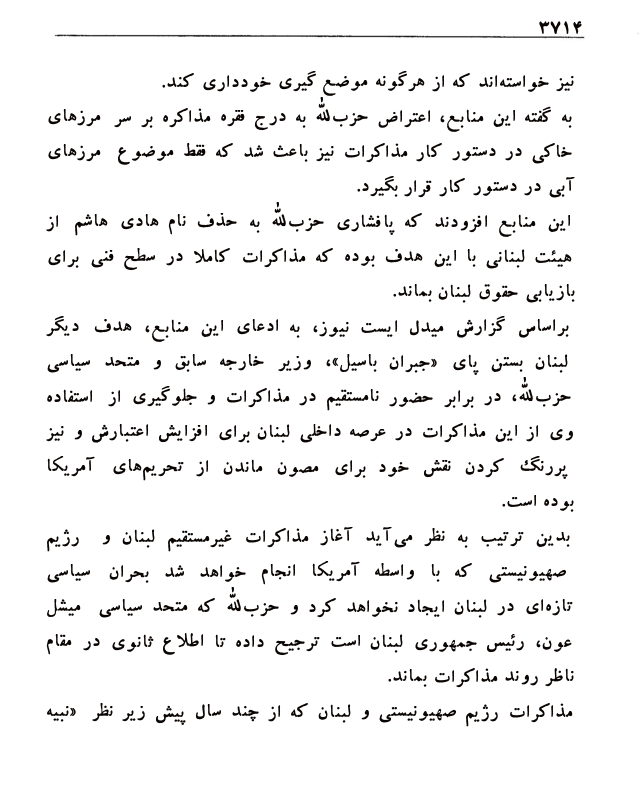 ۳۷۱۴
نیز خواسته‌اند که از هرگونه موضع گیری خودداری کند.
به گفته این منابع، اعتراض حزب‌الله به درج فقره مذاکره بر سر مرزهای
خاکی در دستور کار مذاکرات نیز باعث شد که فقط موضوع مرزهای
آبی در دستور کار قرار بگیرد.
این منابع افزودند که پافشاری حزب‌الله به حذف نام هادی هاشم از
هیئت لبنانی با این هدف بوده که مذاکرات کاملا در سطح فنی برای
بازیابی حقوق لبنان بماند.
براساس گزارش میدل ایست نیوز، به ادعای این منابع، هدف دیگر
لبنان بستن پای «جبران باسیل»، وزیر خارجه سابق و متحد سیاسی
حزب‌الله، در برابر حضور نامستقیم در مذاکرات و جلوگیری از استفاده
وی از این مذاکرات در عرصه داخلی لبنان برای افزایش اعتبارش و نیز
پررنگ کردن نقش خود برای مصون ماندن از تحریم‌های آمریکا
بوده است.
بدین ترتیب به نظر می‌آید آغاز مذاکرات غیرمستقیم لبنان و رژیم
صهیونیستی که با واسطه آمریکا انجام خواهد شد بحران سیاسی
تازه‌ای در لبنان ایجاد نخواهد کرد و حزب‌الله که متحد سیاسی میشل
عون، رئیس جمهوری لبنان است ترجیح داده تا اطلاع ثانوی در مقام
ناظر روند مذاکرات بماند.
مذاکرات رژیم صهیونیستی و لبنان که از چند سال پیش زیر نظر «نبیه